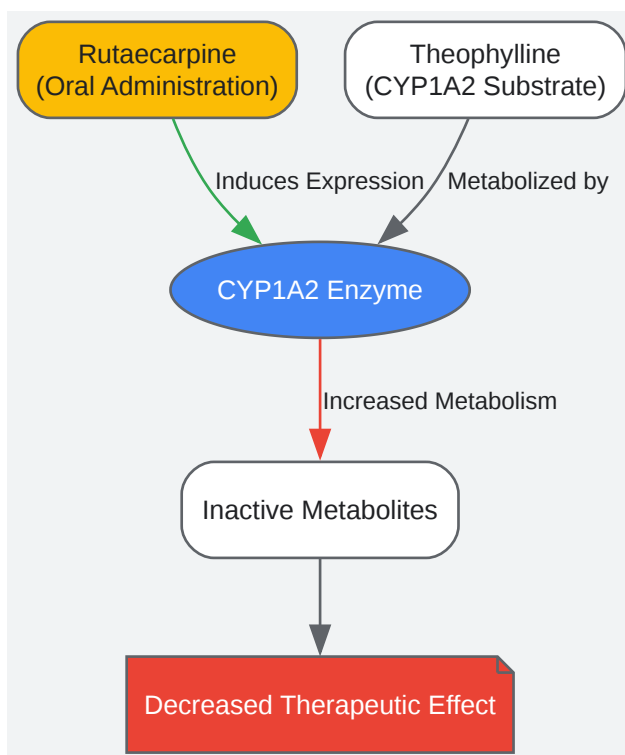 Rutaecarpine
(Oral Administration)
Theophylline
(CYP1A2 Substrate)
Induces Expression
Metabolized by
CYP1A2 Enzyme
Increased Metabolism
Inactive Metabolites
Decreased Therapeutic Effect